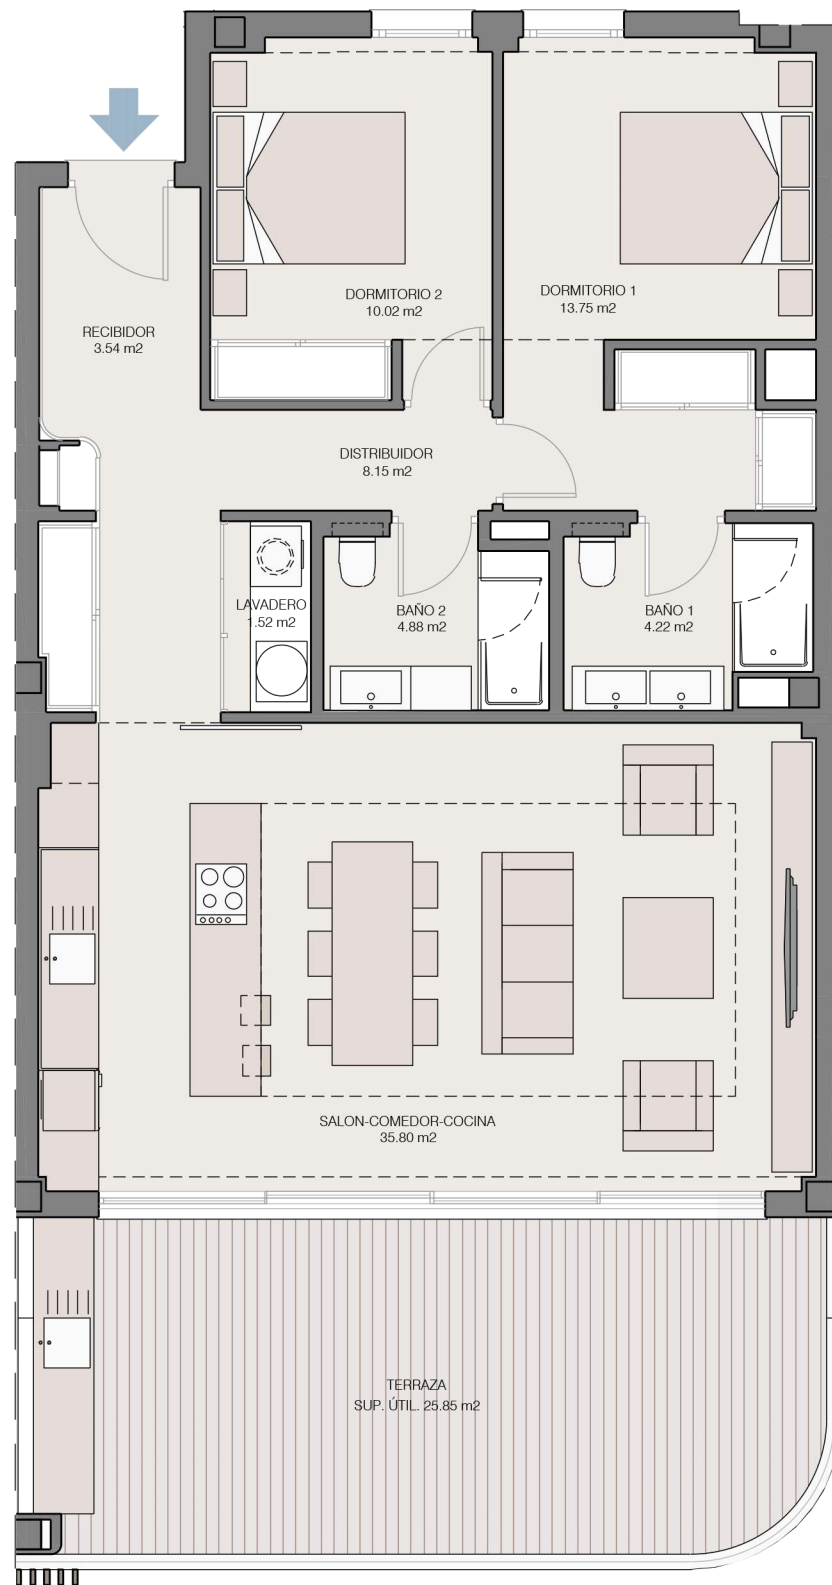 DORMITORIO 2
10.02 m2
DORMITORIO 1
13.75 m2
RECIBIDOR
3.54 m2
DISTRIBUIDOR
8.15 m2
LAVADERO
1.52 m2
BAÑO 2
4.88 m2
BAÑO 1
4.22 m2
SALON-COMEDOR-COCINA
35.80 m2
TERRAZA
SUP. ÚTIL. 25.85 m2